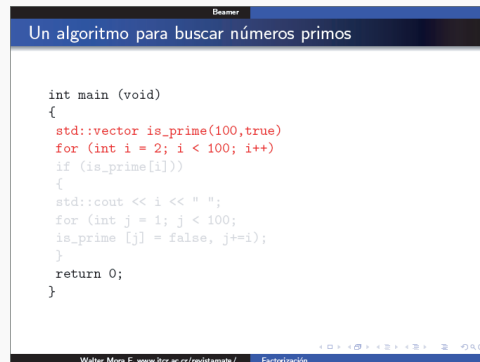 Beamer
Un algoritmo para buscar números primos
int main (void)
{
std::vector is_prime(100,true)
for (int i = 2; i < 100; i++)
if (is_prime[i]))
{
std::cout << i << " ";
for (int j = 1; j < 100;
is_prime [j] = false, j+=i);
}
return 0;
}
Walter Mora F. www.itcr.ac.cr/revistamate/ Factorización